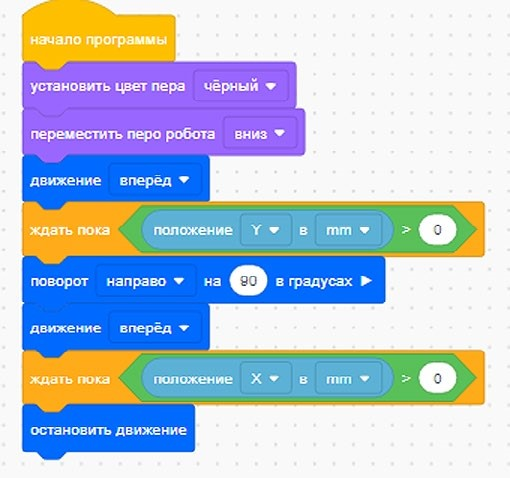 начало программы
установить цвет пера чёрный
переместить перо робота вниз
движение вперёд
ждать пока положение Y в mm > 0
поворот направо на 90 в градусах
движение вперёд
ждать пока положение X в mm > 0
остановить движение